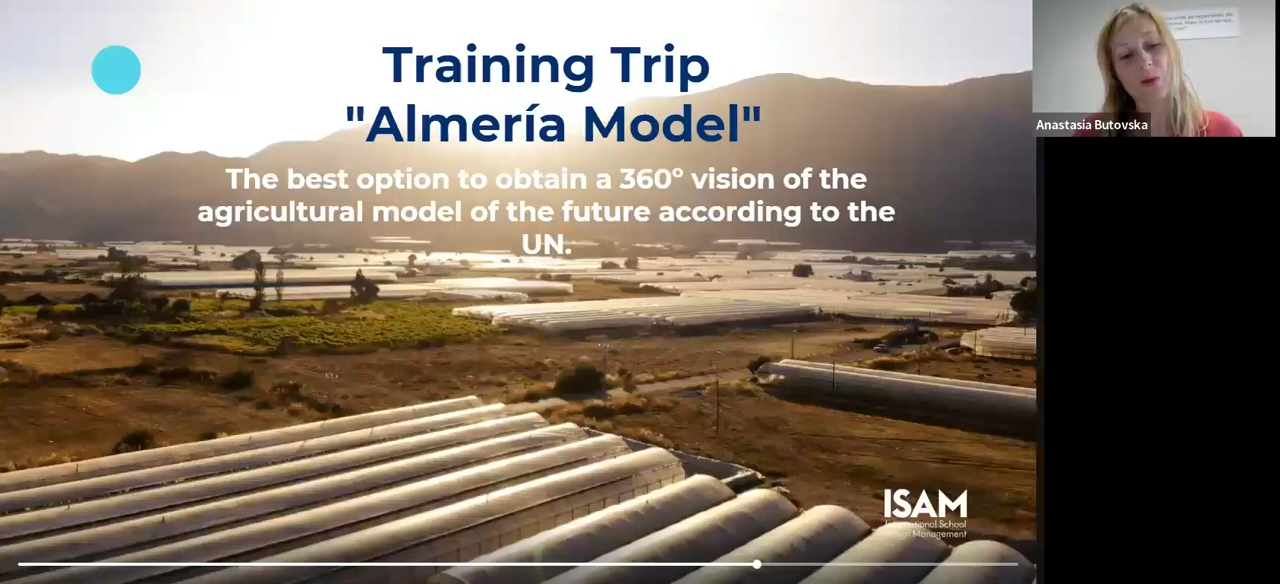 Training Trip
"Almería Model"
The best option to obtain a 360º vision of the
agricultural model of the future according to the
UN.
Anastasia Butovska
ISAM
International School
Management